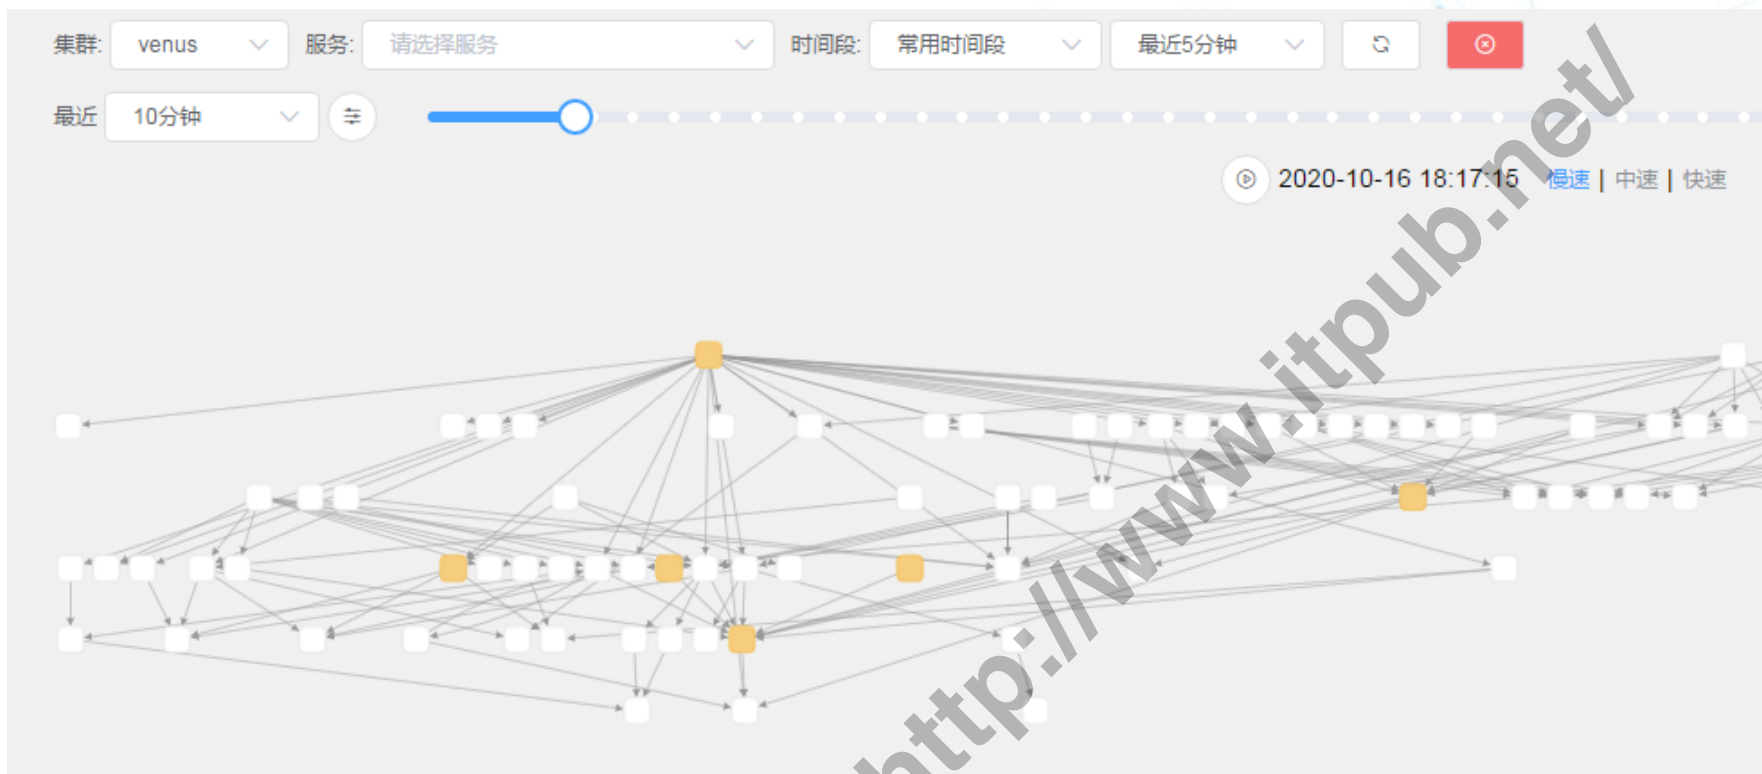 集群: venus 服务: 请选择服务 时间段: 常用时间段 最近5分钟
最近 10分钟
2020-10-16 18:17:15 慢速 | 中速 | 快速
http://www.itpub.net/